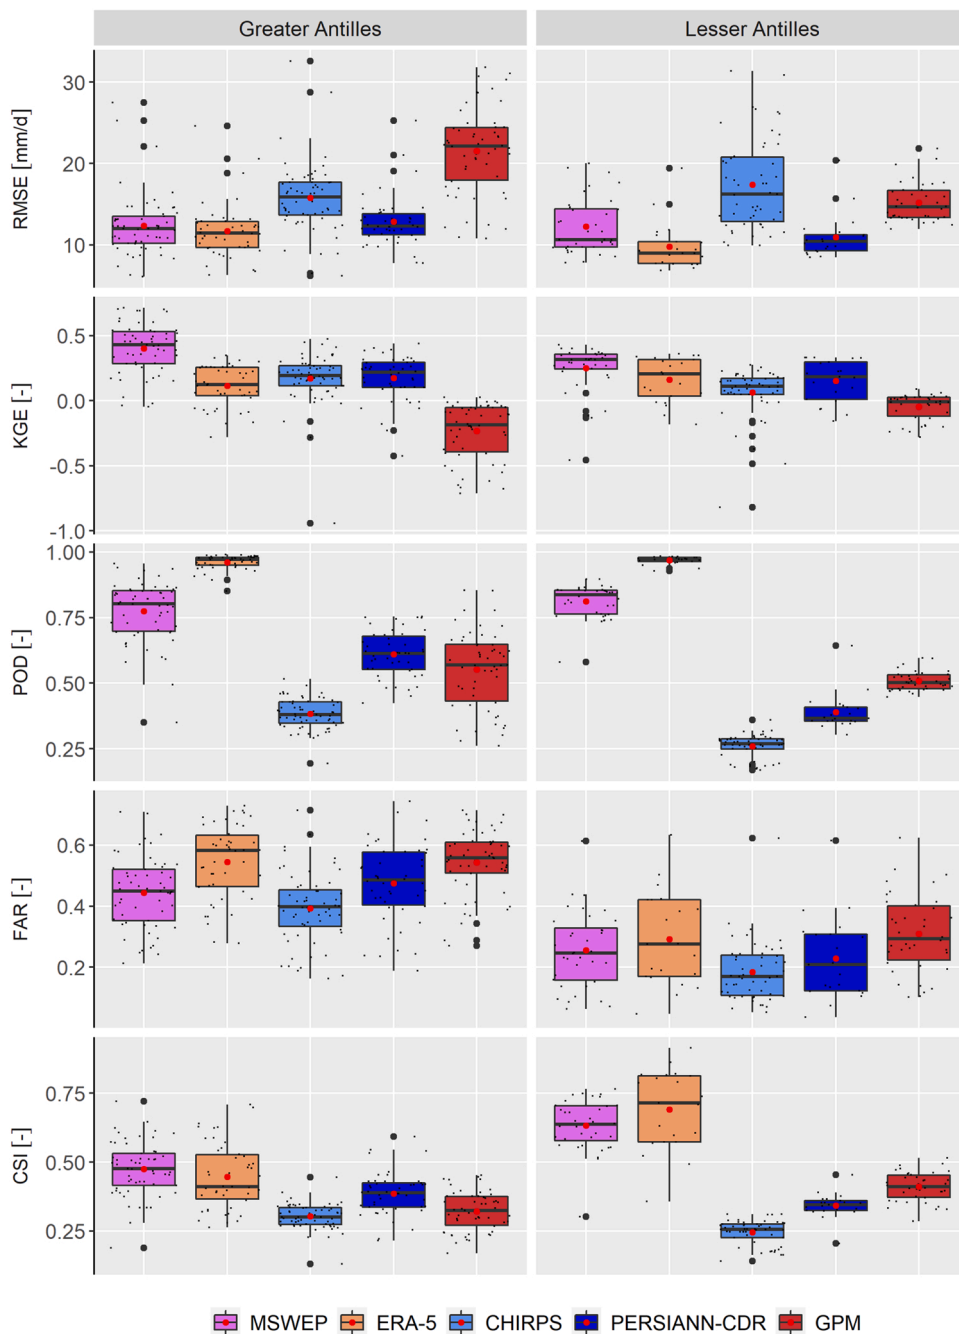 Greater Antilles Lesser Antilles
RMSE [mm/d]
30
20
10
KGE [-]
0.5
0.0
-0.5
-1.0
POD [-]
1.00
0.75
0.50
0.25
FAR [-]
0.6
0.4
0.2
CSI [-]
0.75
0.50
0.25
MSWEP ERA-5 CHIRPS PERSIANN-CDR GPM